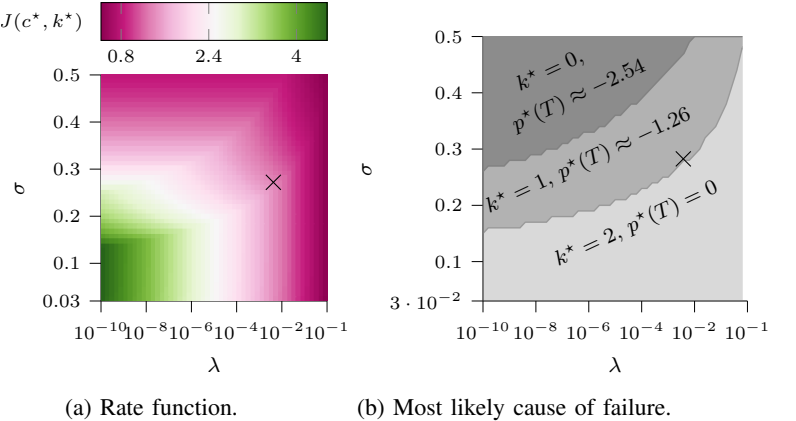 J(c⋆, k⋆)
0.8 2.4 4
0.5
0.4
0.3
0.2
0.1
0.03
σ
10⁻¹⁰ 10⁻⁸ 10⁻⁶ 10⁻⁴ 10⁻² 10⁻¹
λ
(a) Rate function.
0.5
0.4
0.3
0.2
0.1
3 · 10⁻²
σ
k⋆ = 0,
p⋆(T) ≈ −2.54
k⋆ = 1, p⋆(T) ≈ −1.26
k⋆ = 2, p⋆(T) = 0
10⁻¹⁰ 10⁻⁸ 10⁻⁶ 10⁻⁴ 10⁻² 10⁻¹
λ
(b) Most likely cause of failure.